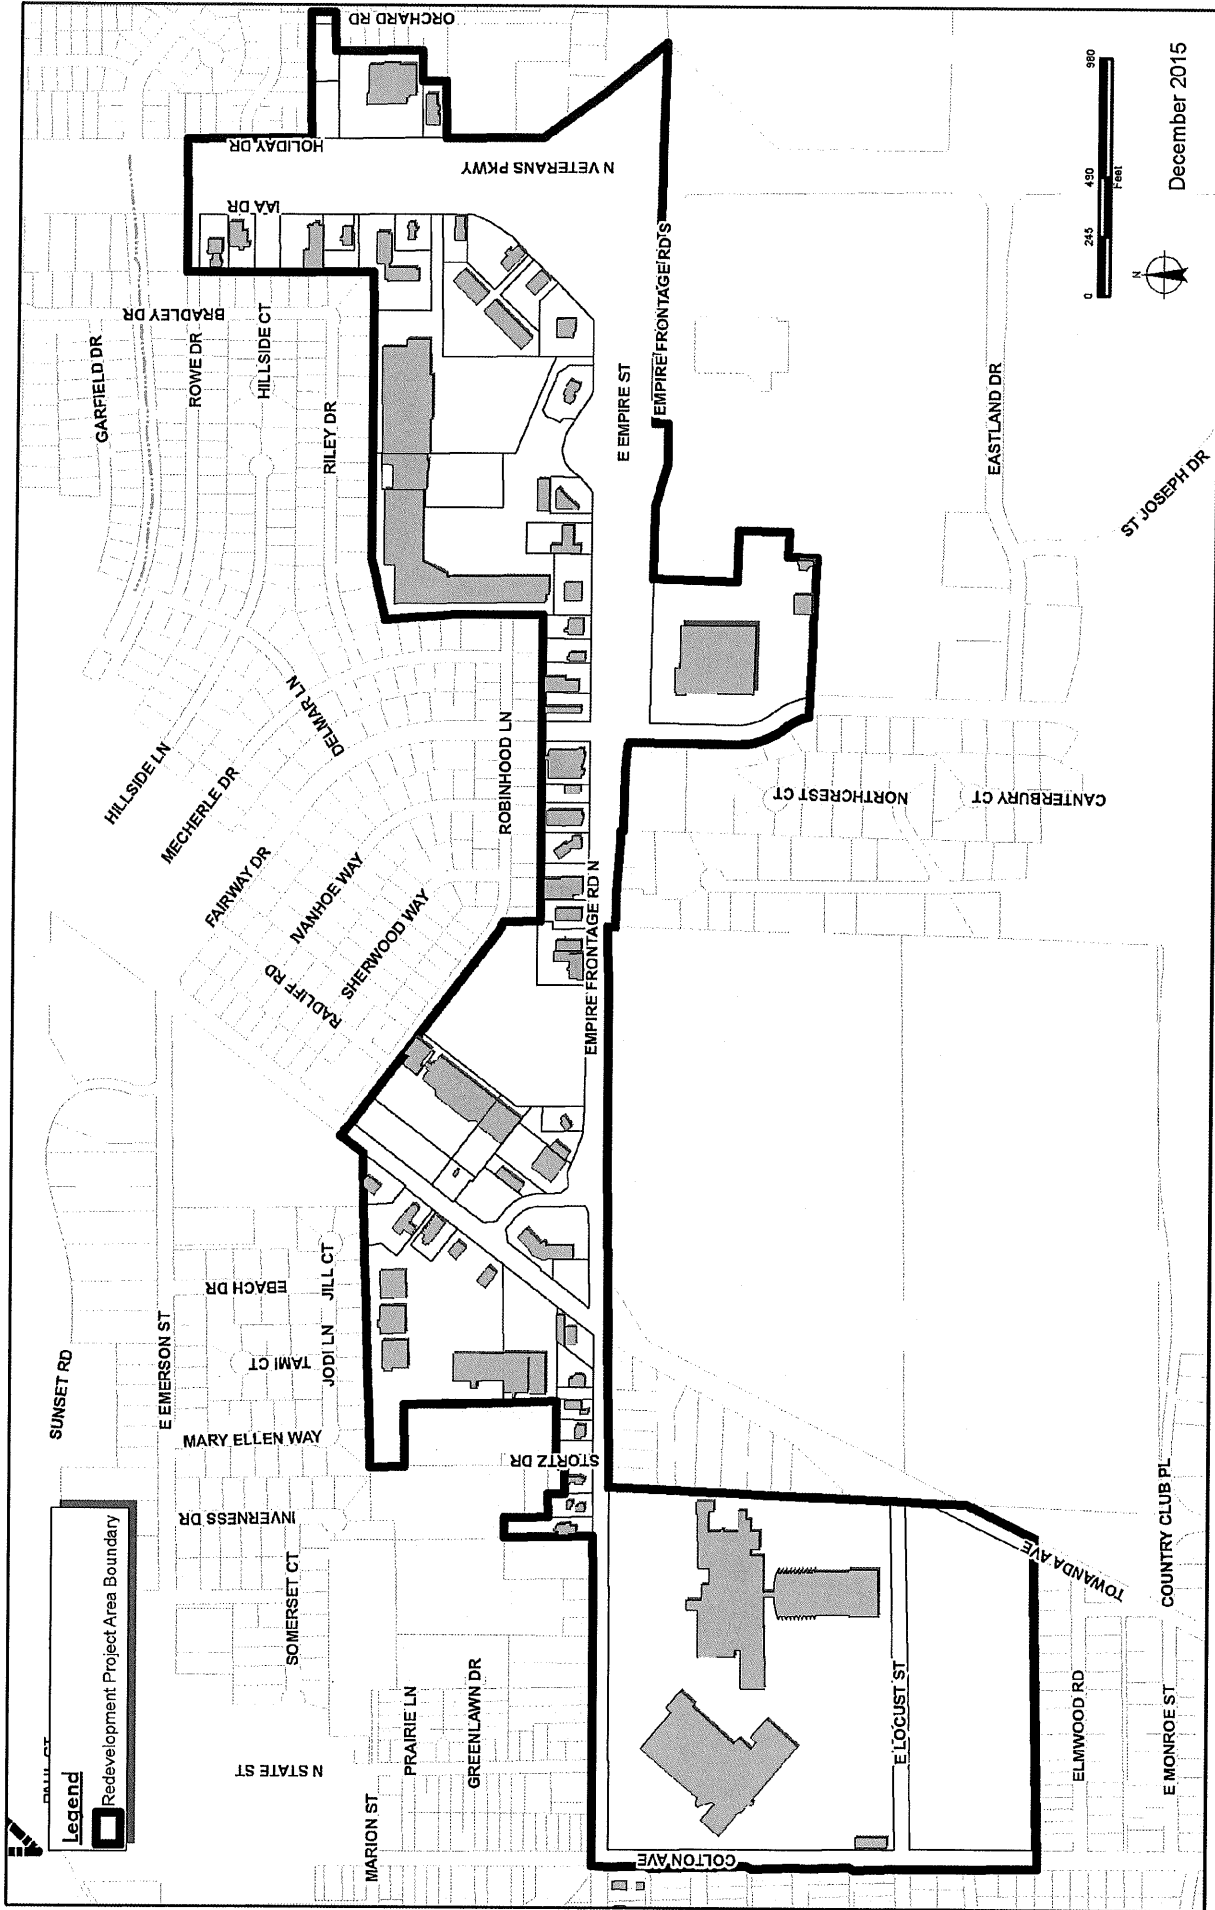 Legend
Redevelopment Project Area Boundary
SUNSET RD
E EMERSON ST
EBACH DR
TAMI CT
JODI LN
JILL CT
MARY ELLEN WAY
INVERNESS DR
SOMERSET CT
N STATE ST
MARION ST
PRAIRIE LN
GREENLAWN DR
STORTZ DR
HILLSIDE LN
MECHERLE DR
FAIRWAY DR
IVANHOE WAY
SHERWOOD WAY
RADLIFF RD
DELMAR LN
ROBINHOOD LN
GARFIELD DR
ROWE DR
BRADLEY DR
HILLSIDE CT
RILEY DR
IAA DR
HOLIDAY DR
ORCHARD RD
N VETERANS PKWY
E EMPIRE ST
EMPIRE FRONTAGE RD S
EMPIRE FRONTAGE RD N
NORTHCREST CT
CANTERBURY CT
EASTLAND DR
ST JOSEPH DR
COLTON AVE
E LOCUST ST
TOWANDA AVE
ELMWOOD RD
E MONROE ST
COUNTRY CLUB PL
0 245 490 980
Feet
N
December 2015